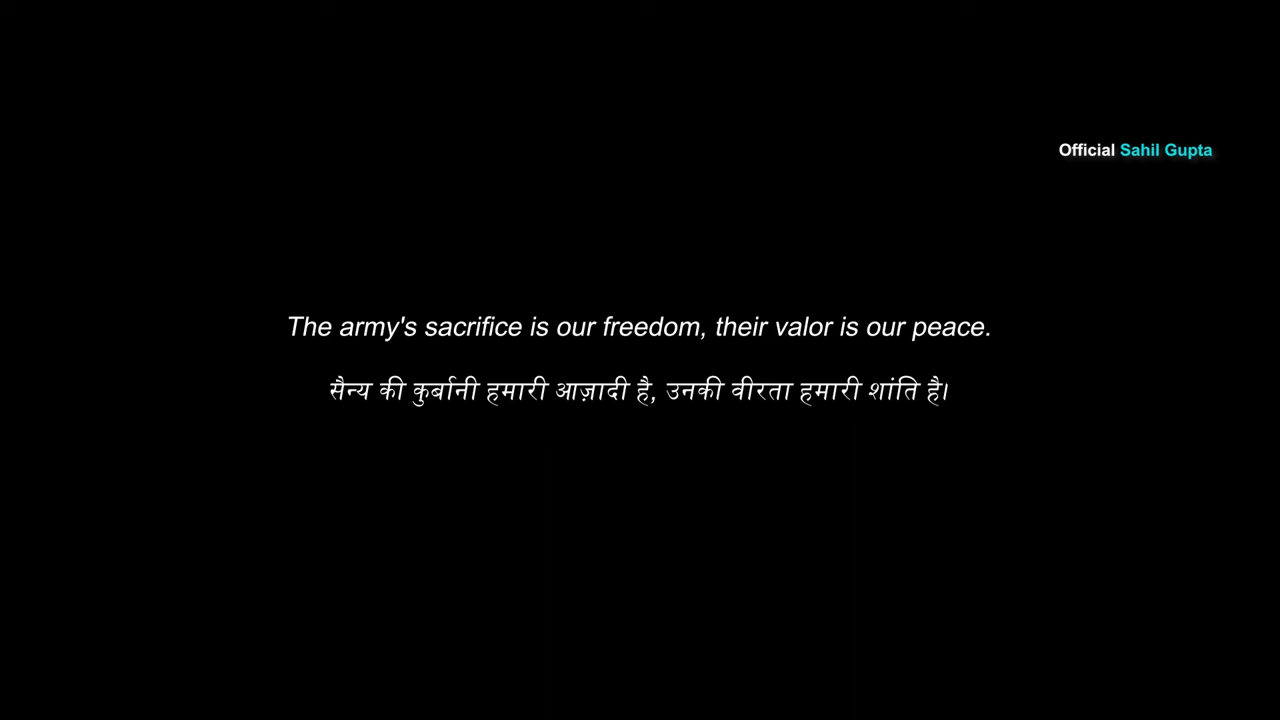 Official Sahil Gupta
The army's sacrifice is our freedom, their valor is our peace.
सैन्य की कुर्बानी हमारी आज़ादी है, उनकी वीरता हमारी शांति है।